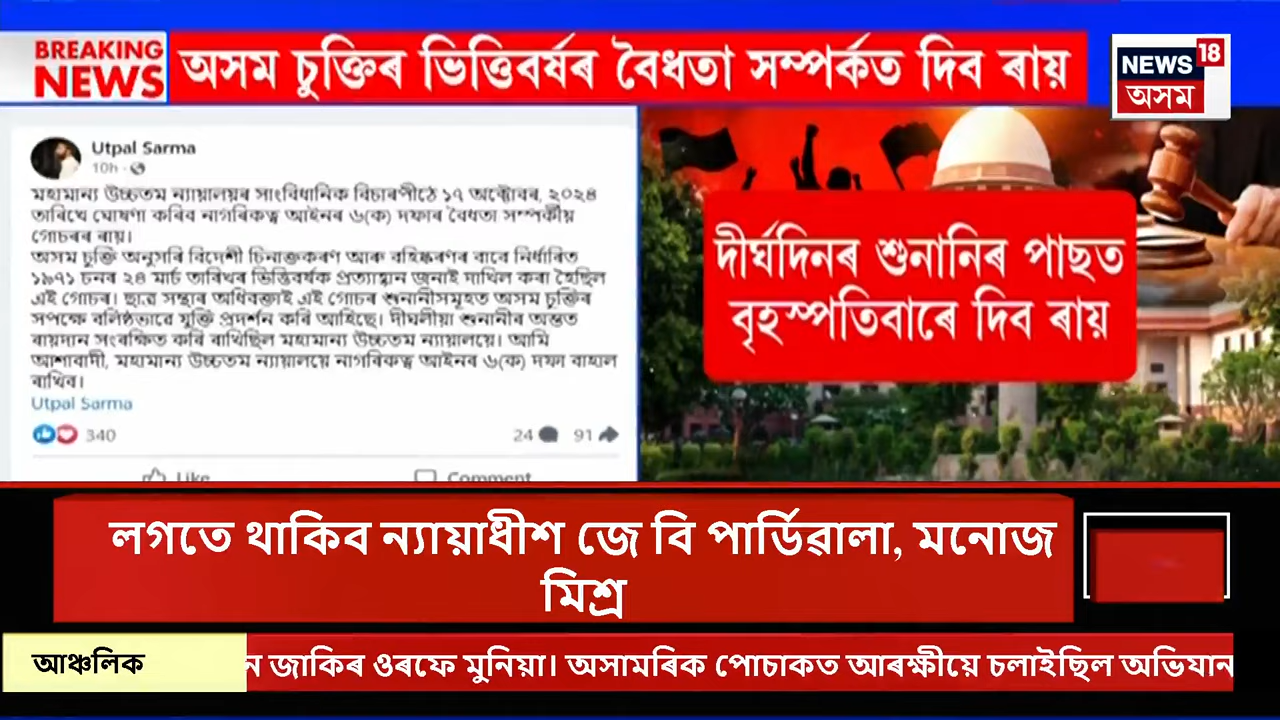 BREAKING
NEWS
অসম চুক্তিৰ ভিত্তিবৰ্ষৰ বৈধতা সম্পৰ্কত দিব ৰায়
NEWS 18
অসম
Utpal Sarma
10h
মহামান্য উচ্চতম ন্যায়ালয়ৰ সাংবিধানিক বিচাৰপীঠে ১৭ অক্টোবৰ, ২০২৪
তাৰিখে ঘোষণা কৰিব নাগৰিকত্ব আইনৰ ৬(ক) দফাৰ বৈধতা সম্পৰ্কীয়
গোচৰৰ ৰায়।
অসম চুক্তি অনুসৰি বিদেশী চিনাক্তকৰণ আৰু বহিষ্কৰণৰ বাবে নিৰ্ধাৰিত
১৯৭১ চনৰ ২৪ মাৰ্চ তাৰিখৰ ভিত্তিবৰ্ষক প্ৰত্যাহ্বান জনাই দাখিল কৰা হৈছিল
এই গোচৰ। ছাত্ৰ সন্থাৰ অধিবক্তাই এই গোচৰ শুনানীসমূহত অসম চুক্তিৰ
সপক্ষে বলিষ্ঠভাৱে যুক্তি প্ৰদৰ্শন কৰি আহিছে। দীঘলীয়া শুনানীৰ অন্তত
ৰায়দান সংৰক্ষিত কৰি ৰাখিছিল মহামান্য উচ্চতম ন্যায়ালয়ে। আমি
আশাবাদী, মহামান্য উচ্চতম ন্যায়ালয়ে নাগৰিকত্ব আইনৰ ৬(ক) দফা বাহাল
ৰাখিব।
Utpal Sarma
340 24 91
Like Comment
দীৰ্ঘদিনৰ শুনানিৰ পাছত
বৃহস্পতিবাৰে দিব ৰায়
লগতে থাকিব ন্যায়াধীশ জে বি পাৰ্ডিৱালা, মনোজ
মিশ্ৰ
আঞ্চলিক
ন জাকিৰ ওৰফে মুনিয়া। অসামৰিক পোচাকত আৰক্ষীয়ে চলাইছিল অভিযান